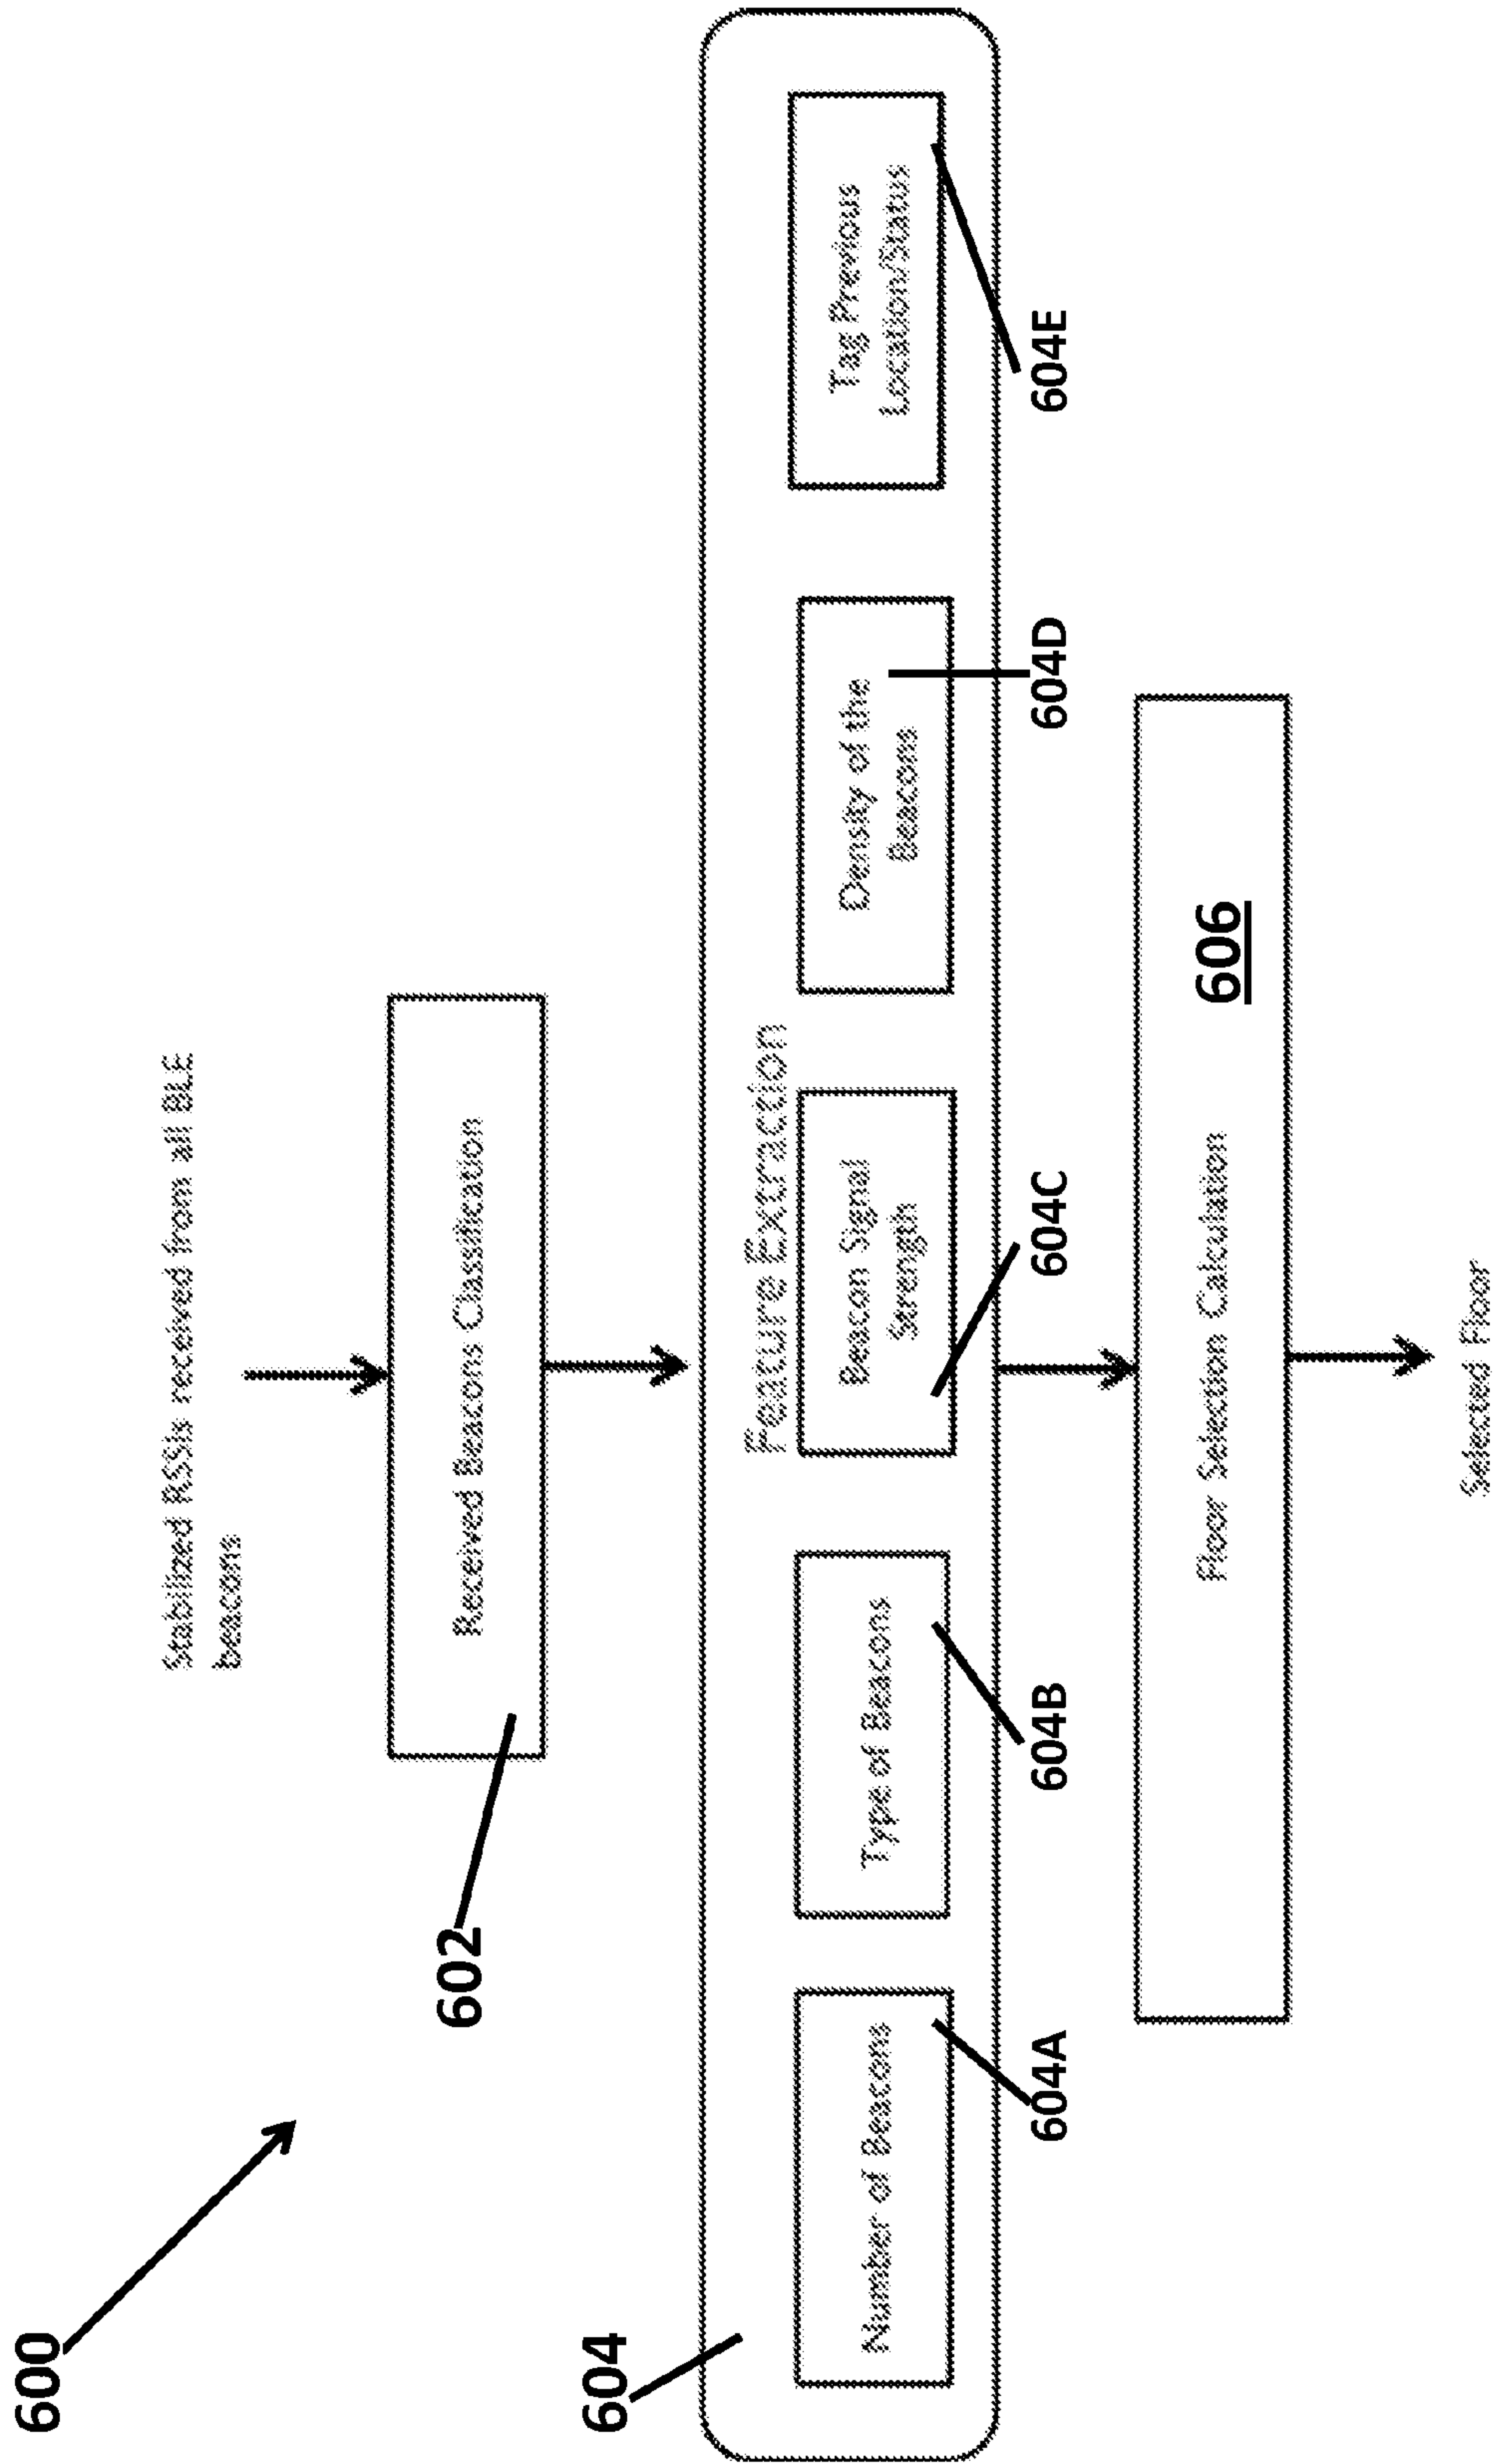 600
Stabilized RSSIs received from all BLE
beacons
602
Received Beacons Classification
604
Feature Extraction
Number of Beacons
Type of Beacons
Beacon Signal
Strength
Density of the
Beacons
Tag Previous
Location/Status
604A
604B
604C
604D
604E
Floor Selection Calculation
606
Selected Floor